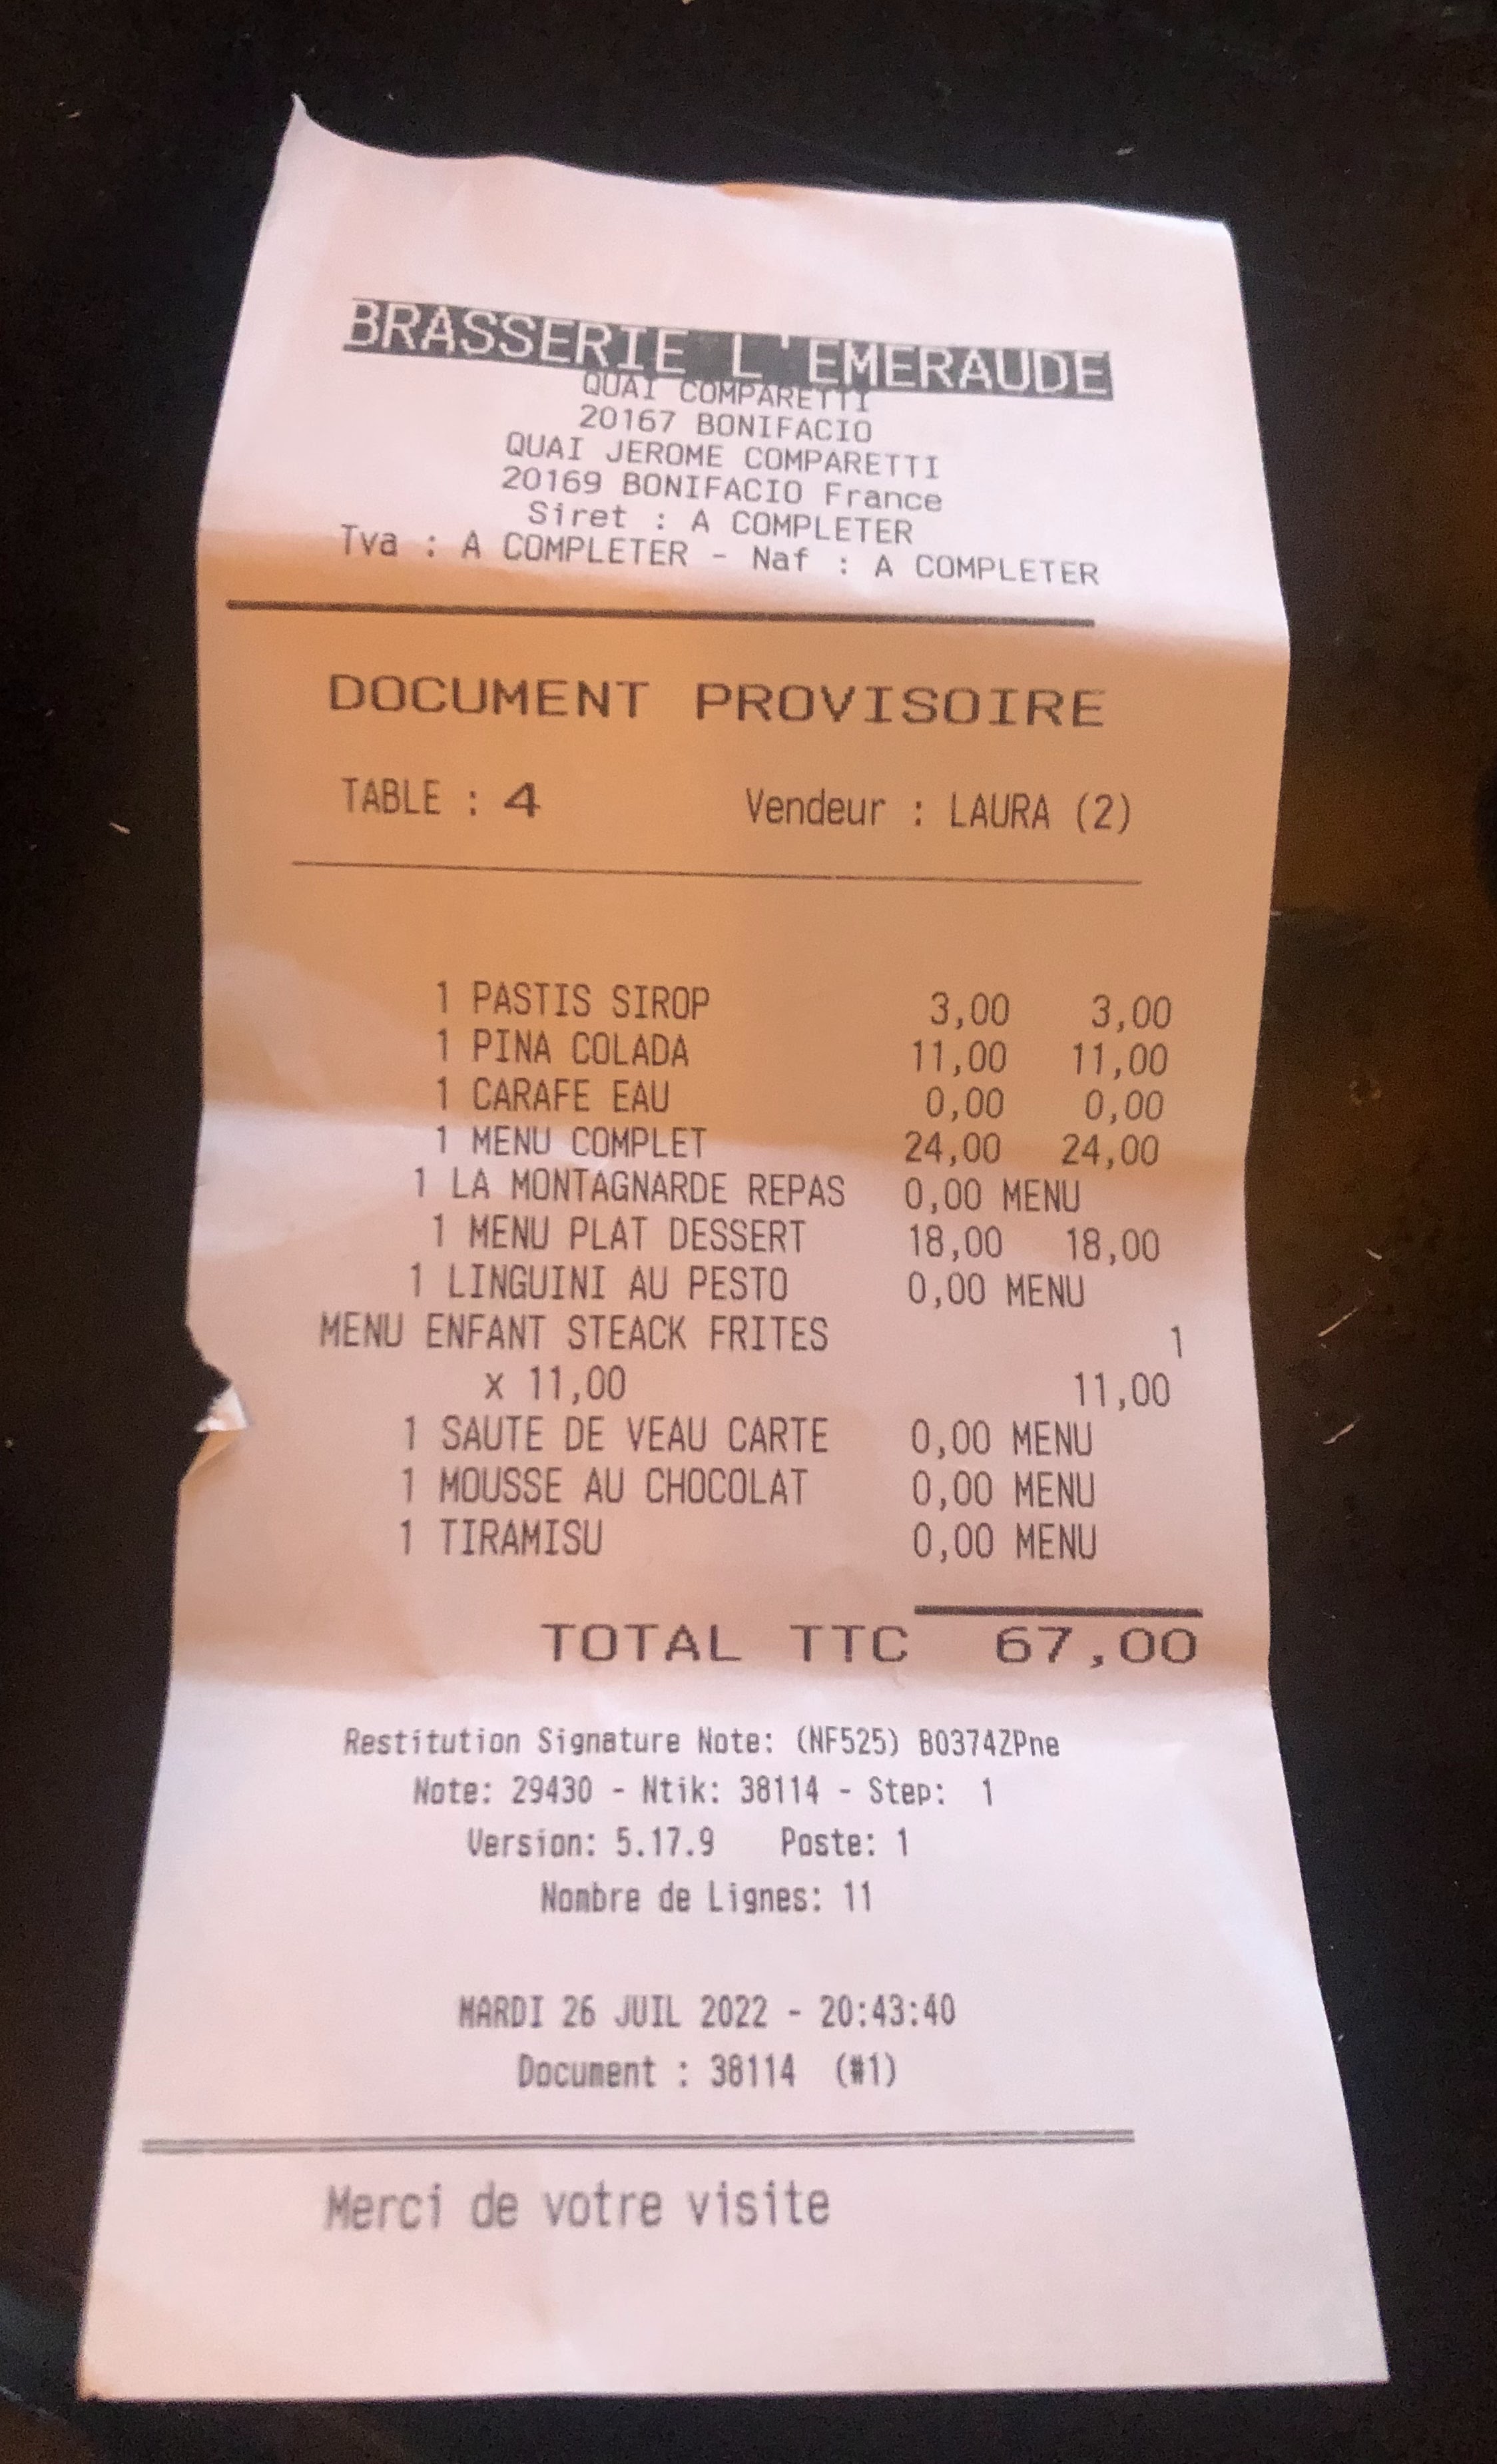 BRASSERIE L'EMERAUDE
QUAI COMPARETTI
20167 BONIFACIO
QUAI JEROME COMPARETTI
20169 BONIFACIO France
Siret : A COMPLETER
Tva : A COMPLETER - Naf : A COMPLETER
DOCUMENT PROVISOIRE
TABLE : 4 Vendeur : LAURA (2)
1 PASTIS SIROP 3,00 3,00
1 PINA COLADA 11,00 11,00
1 CARAFE EAU 0,00 0,00
1 MENU COMPLET 24,00 24,00
1 LA MONTAGNARDE REPAS 0,00 MENU
1 MENU PLAT DESSERT 18,00 18,00
1 LINGUINI AU PESTO 0,00 MENU
MENU ENFANT STEACK FRITES 1
x 11,00 11,00
1 SAUTE DE VEAU CARTE 0,00 MENU
1 MOUSSE AU CHOCOLAT 0,00 MENU
1 TIRAMISU 0,00 MENU
TOTAL TTC 67,00
Restitution Signature Note: (NF525) B0374ZPne
Note: 29430 - Ntik: 38114 - Step: 1
Version: 5.17.9 Poste: 1
Nombre de Lignes: 11
MARDI 26 JUIL 2022 - 20:43:40
Document : 38114 (#1)
Merci de votre visite